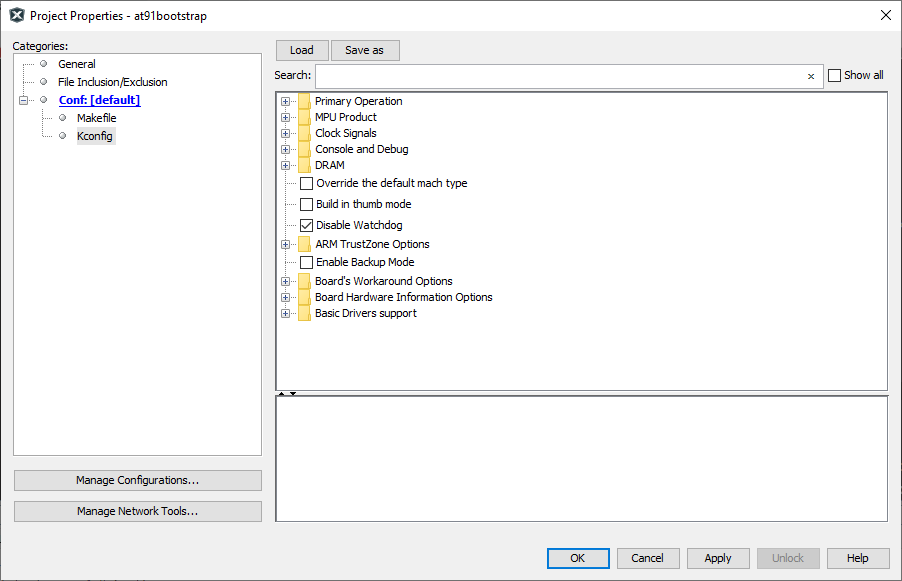 Project Properties - at91bootstrap
Categories:
General
File Inclusion/Exclusion
Conf: [default]
Makefile
Kconfig
Manage Configurations...
Manage Network Tools...
Load
Save as
Search:
Show all
Primary Operation
MPU Product
Clock Signals
Console and Debug
DRAM
Override the default mach type
Build in thumb mode
Disable Watchdog
ARM TrustZone Options
Enable Backup Mode
Board's Workaround Options
Board Hardware Information Options
Basic Drivers support
OK
Cancel
Apply
Unlock
Help